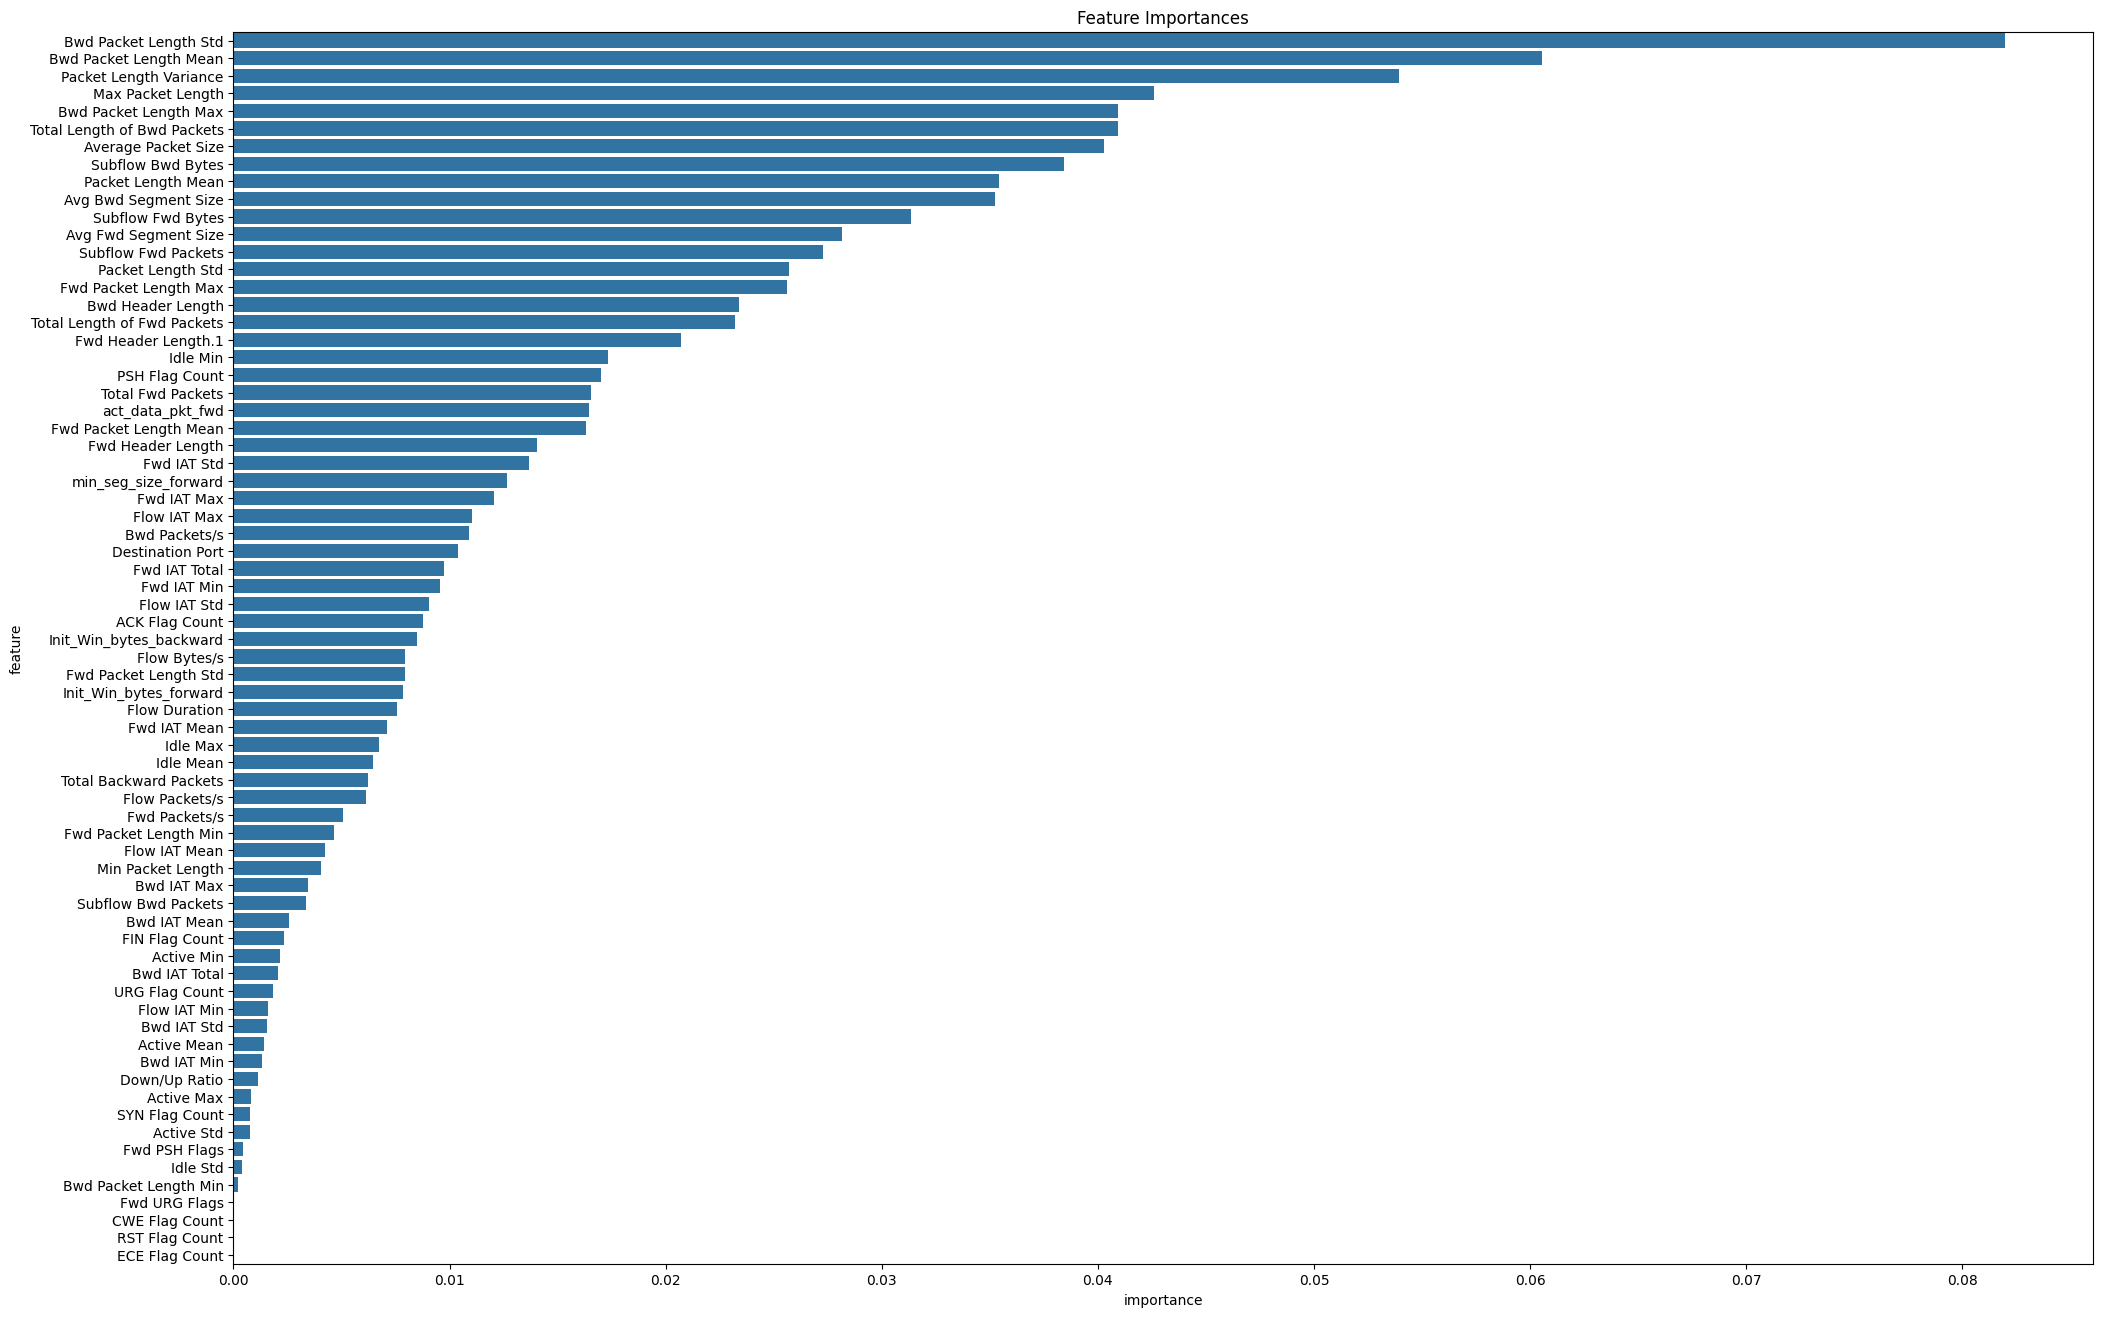 Feature Importances
Bwd Packet Length Std
Bwd Packet Length Mean
Packet Length Variance
Max Packet Length
Bwd Packet Length Max
Total Length of Bwd Packets
Average Packet Size
Subflow Bwd Bytes
Packet Length Mean
Avg Bwd Segment Size
Subflow Fwd Bytes
Avg Fwd Segment Size
Subflow Fwd Packets
Packet Length Std
Fwd Packet Length Max
Bwd Header Length
Total Length of Fwd Packets
Fwd Header Length.1
Idle Min
PSH Flag Count
Total Fwd Packets
act_data_pkt_fwd
Fwd Packet Length Mean
Fwd Header Length
Fwd IAT Std
min_seg_size_forward
Fwd IAT Max
Flow IAT Max
Bwd Packets/s
Destination Port
Fwd IAT Total
Fwd IAT Min
Flow IAT Std
ACK Flag Count
Init_Win_bytes_backward
Flow Bytes/s
Fwd Packet Length Std
Init_Win_bytes_forward
Flow Duration
Fwd IAT Mean
Idle Max
Idle Mean
Total Backward Packets
Flow Packets/s
Fwd Packets/s
Fwd Packet Length Min
Flow IAT Mean
Min Packet Length
Bwd IAT Max
Subflow Bwd Packets
Bwd IAT Mean
FIN Flag Count
Active Min
Bwd IAT Total
URG Flag Count
Flow IAT Min
Bwd IAT Std
Active Mean
Bwd IAT Min
Down/Up Ratio
Active Max
SYN Flag Count
Active Std
Fwd PSH Flags
Idle Std
Bwd Packet Length Min
Fwd URG Flags
CWE Flag Count
RST Flag Count
ECE Flag Count
feature
0.00 0.01 0.02 0.03 0.04 0.05 0.06 0.07 0.08
importance